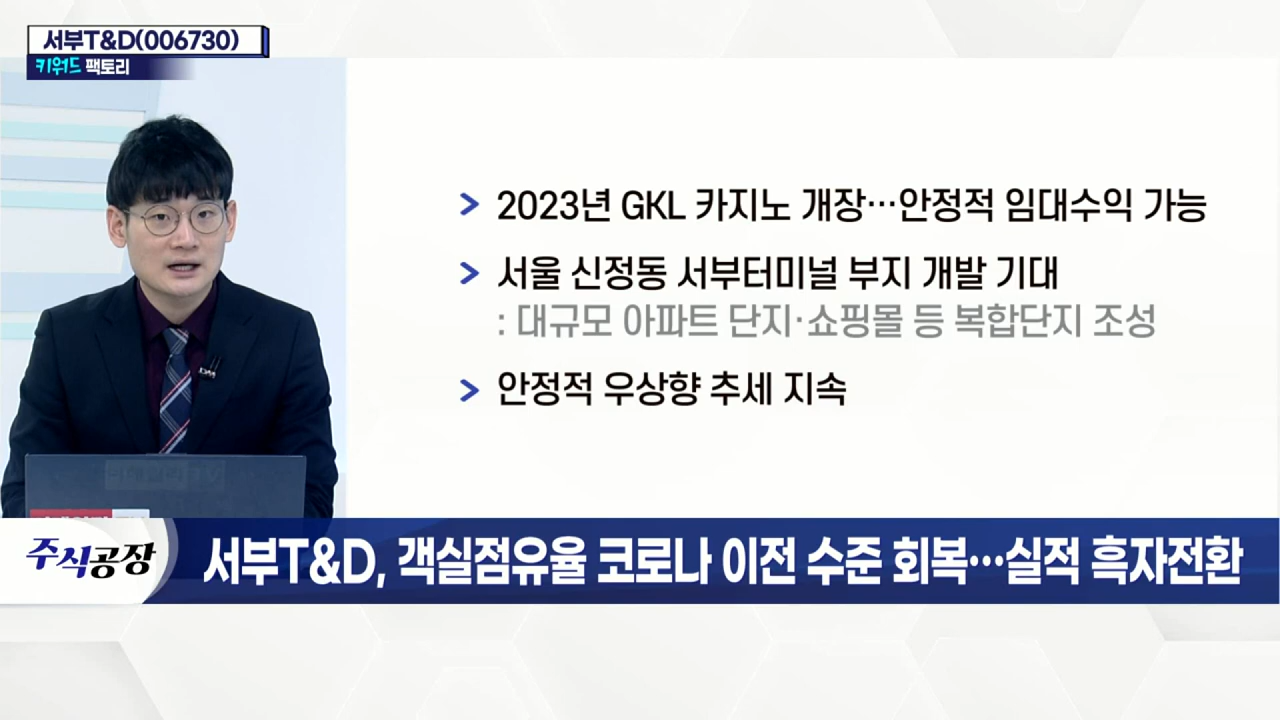 서부T&D(006730)
키워드 팩토리
> 2023년 GKL 카지노 개장…안정적 임대수익 가능
> 서울 신정동 서부터미널 부지 개발 기대
: 대규모 아파트 단지·쇼핑몰 등 복합단지 조성
> 안정적 우상향 추세 지속
주식공장
서부T&D, 객실점유율 코로나 이전 수준 회복…실적 흑자전환